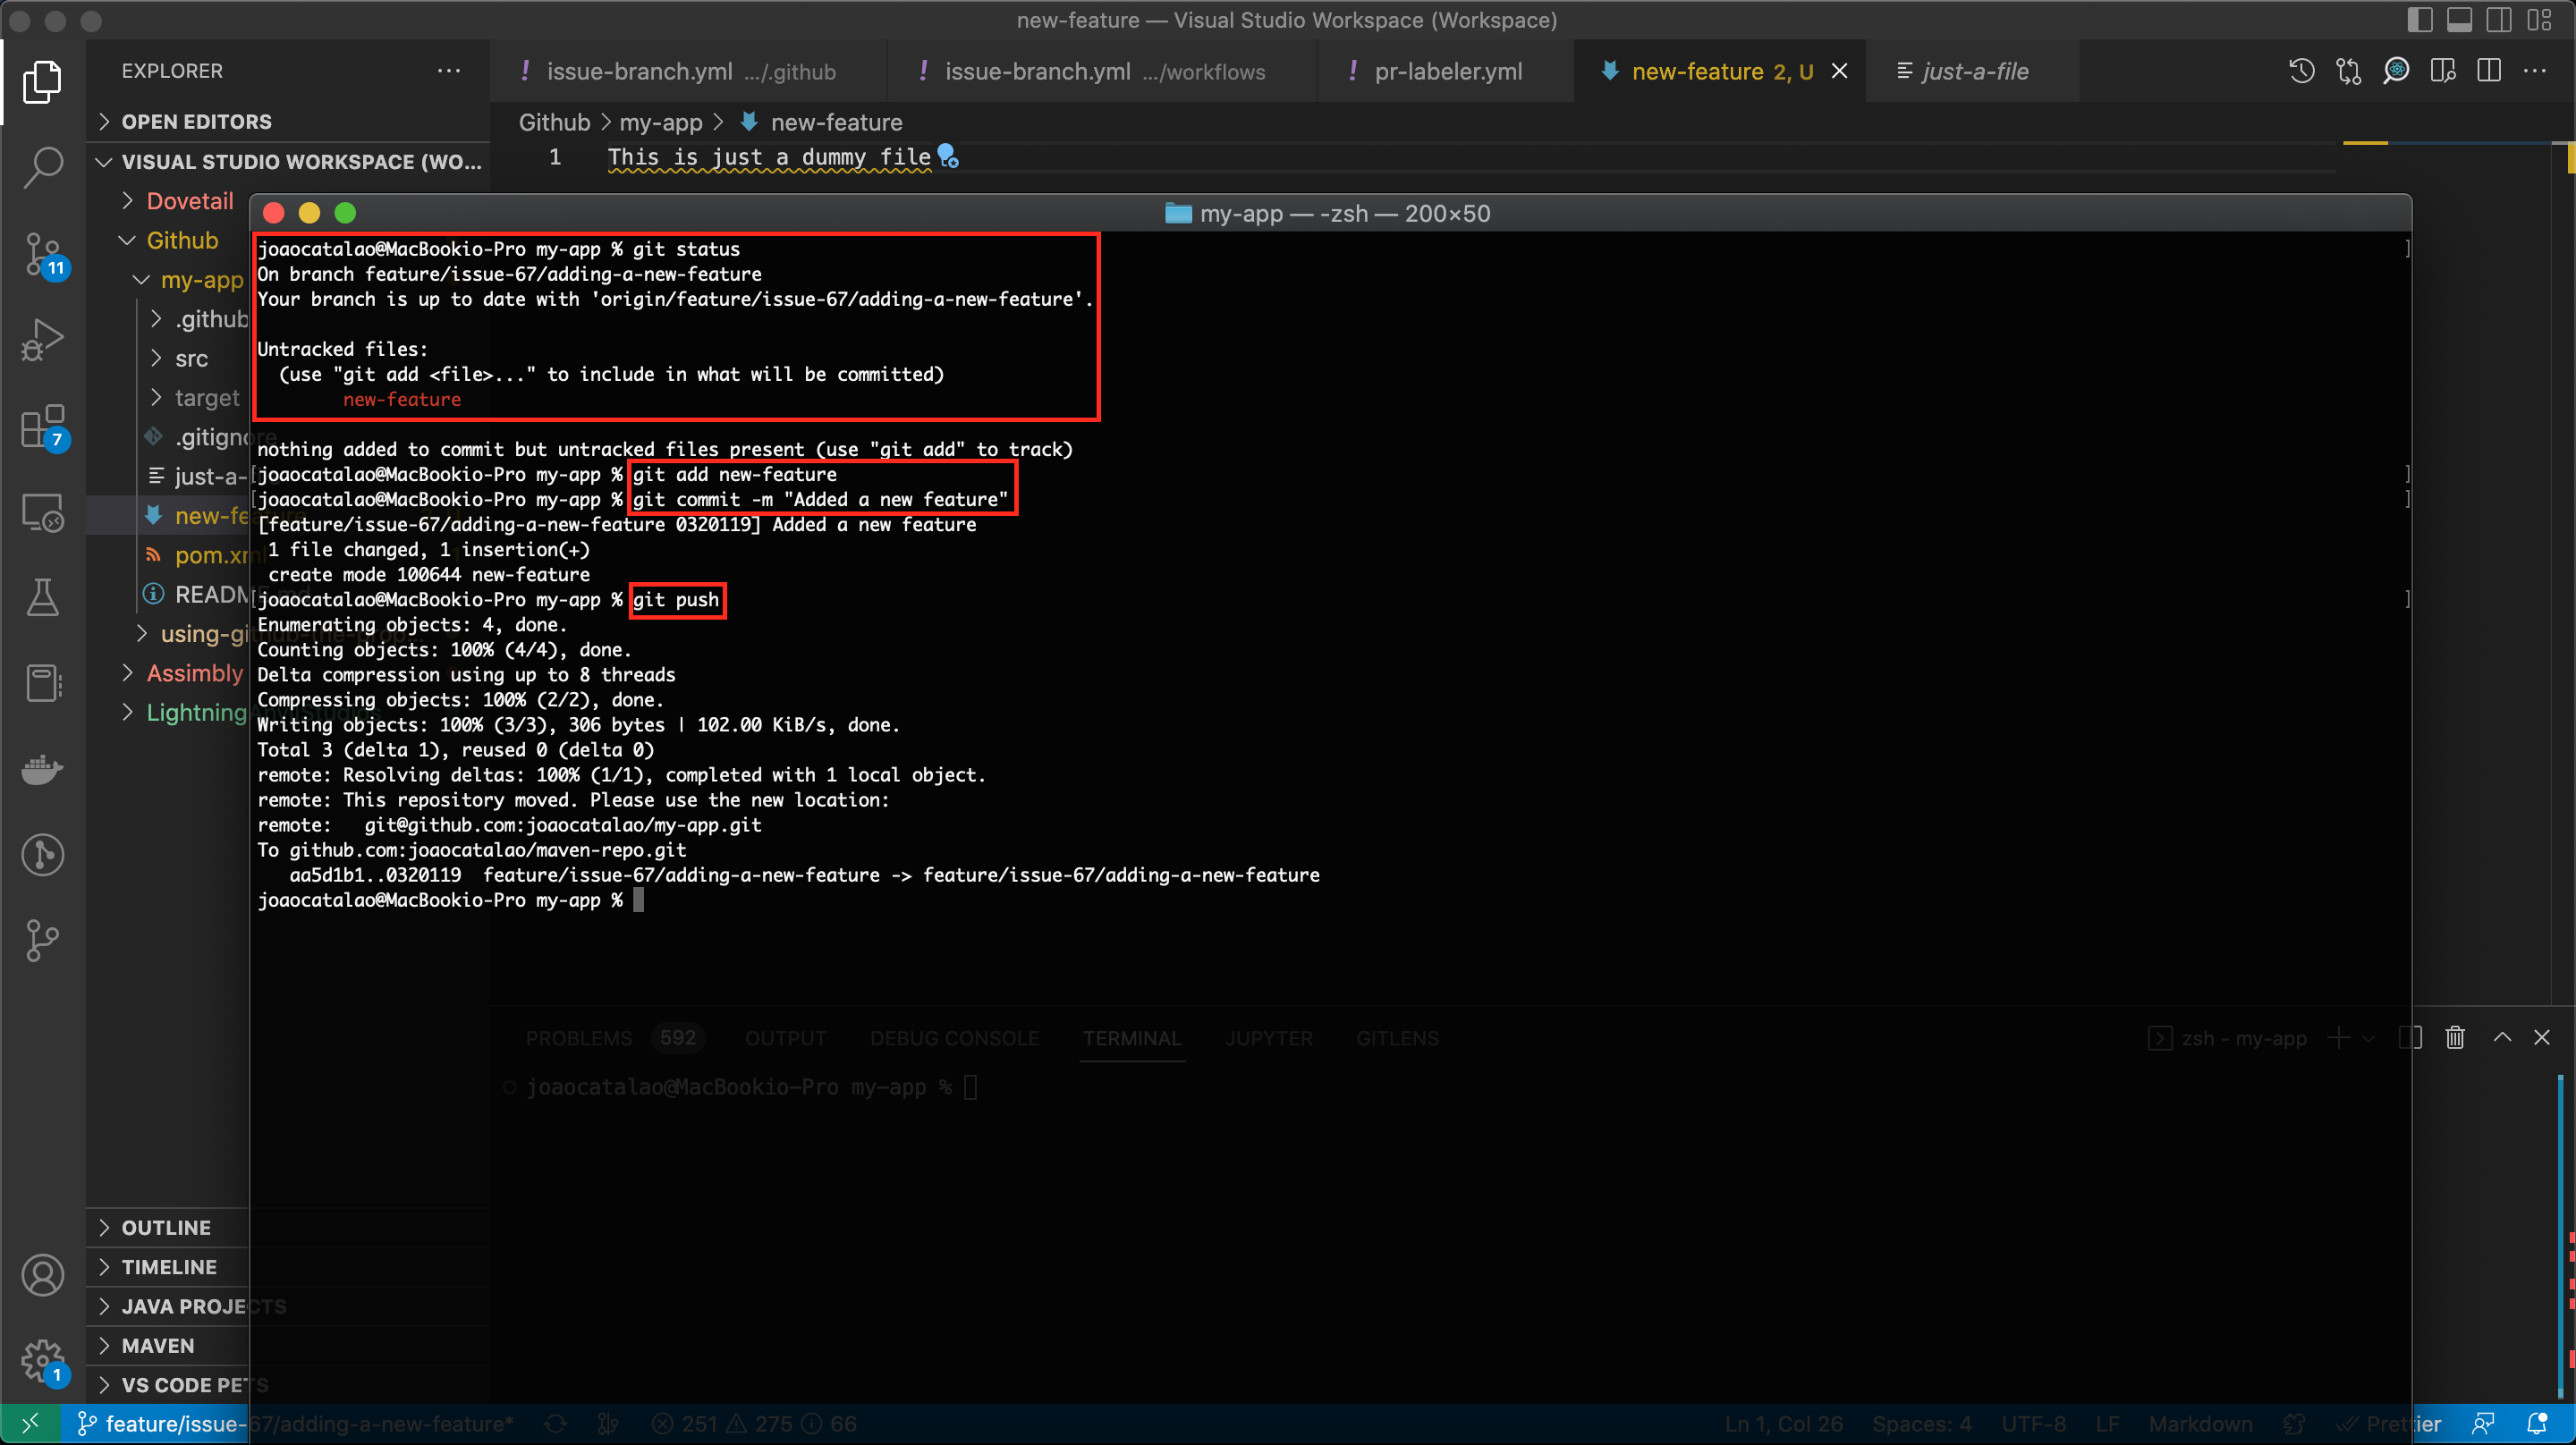 new-feature — Visual Studio Workspace (Workspace)
EXPLORER
issue-branch.yml .../.github
issue-branch.yml .../workflows
pr-labeler.yml
new-feature 2, U
just-a-file
OPEN EDITORS
Github > my-app > new-feature
VISUAL STUDIO WORKSPACE (WO...
1 This is just a dummy file
Dovetail
Github
my-app
.github
src
target
.gitignore
just-a-
new-fe
pom.xml
README
using-github-the-prop...
Assimbly
LightningAnvilStudios
11
7
my-app — -zsh — 200×50
joaocatalao@MacBookio-Pro my-app % git status
On branch feature/issue-67/adding-a-new-feature
Your branch is up to date with 'origin/feature/issue-67/adding-a-new-feature'.
Untracked files:
(use "git add <file>..." to include in what will be committed)
new-feature
nothing added to commit but untracked files present (use "git add" to track)
[joaocatalao@MacBookio-Pro my-app % git add new-feature ]
[joaocatalao@MacBookio-Pro my-app % git commit -m "Added a new feature" ]
[feature/issue-67/adding-a-new-feature 0320119] Added a new feature
1 file changed, 1 insertion(+)
create mode 100644 new-feature
[joaocatalao@MacBookio-Pro my-app % git push ]
Enumerating objects: 4, done.
Counting objects: 100% (4/4), done.
Delta compression using up to 8 threads
Compressing objects: 100% (2/2), done.
Writing objects: 100% (3/3), 306 bytes | 102.00 KiB/s, done.
Total 3 (delta 1), reused 0 (delta 0)
remote: Resolving deltas: 100% (1/1), completed with 1 local object.
remote: This repository moved. Please use the new location:
remote:   git@github.com:joaocatalao/my-app.git
To github.com:joaocatalao/maven-repo.git
aa5d1b1..0320119  feature/issue-67/adding-a-new-feature -> feature/issue-67/adding-a-new-feature
joaocatalao@MacBookio-Pro my-app %
PROBLEMS 592 OUTPUT DEBUG CONSOLE TERMINAL JUPYTER GITLENS zsh - my-app
joaocatalao@MacBookio-Pro my-app %
OUTLINE
TIMELINE
JAVA PROJECTS
MAVEN
VS CODE PETS
1
feature/issue-67/adding-a-new-feature* 251 275 66 Ln 1, Col 26 Spaces: 4 UTF-8 LF Markdown Prettier